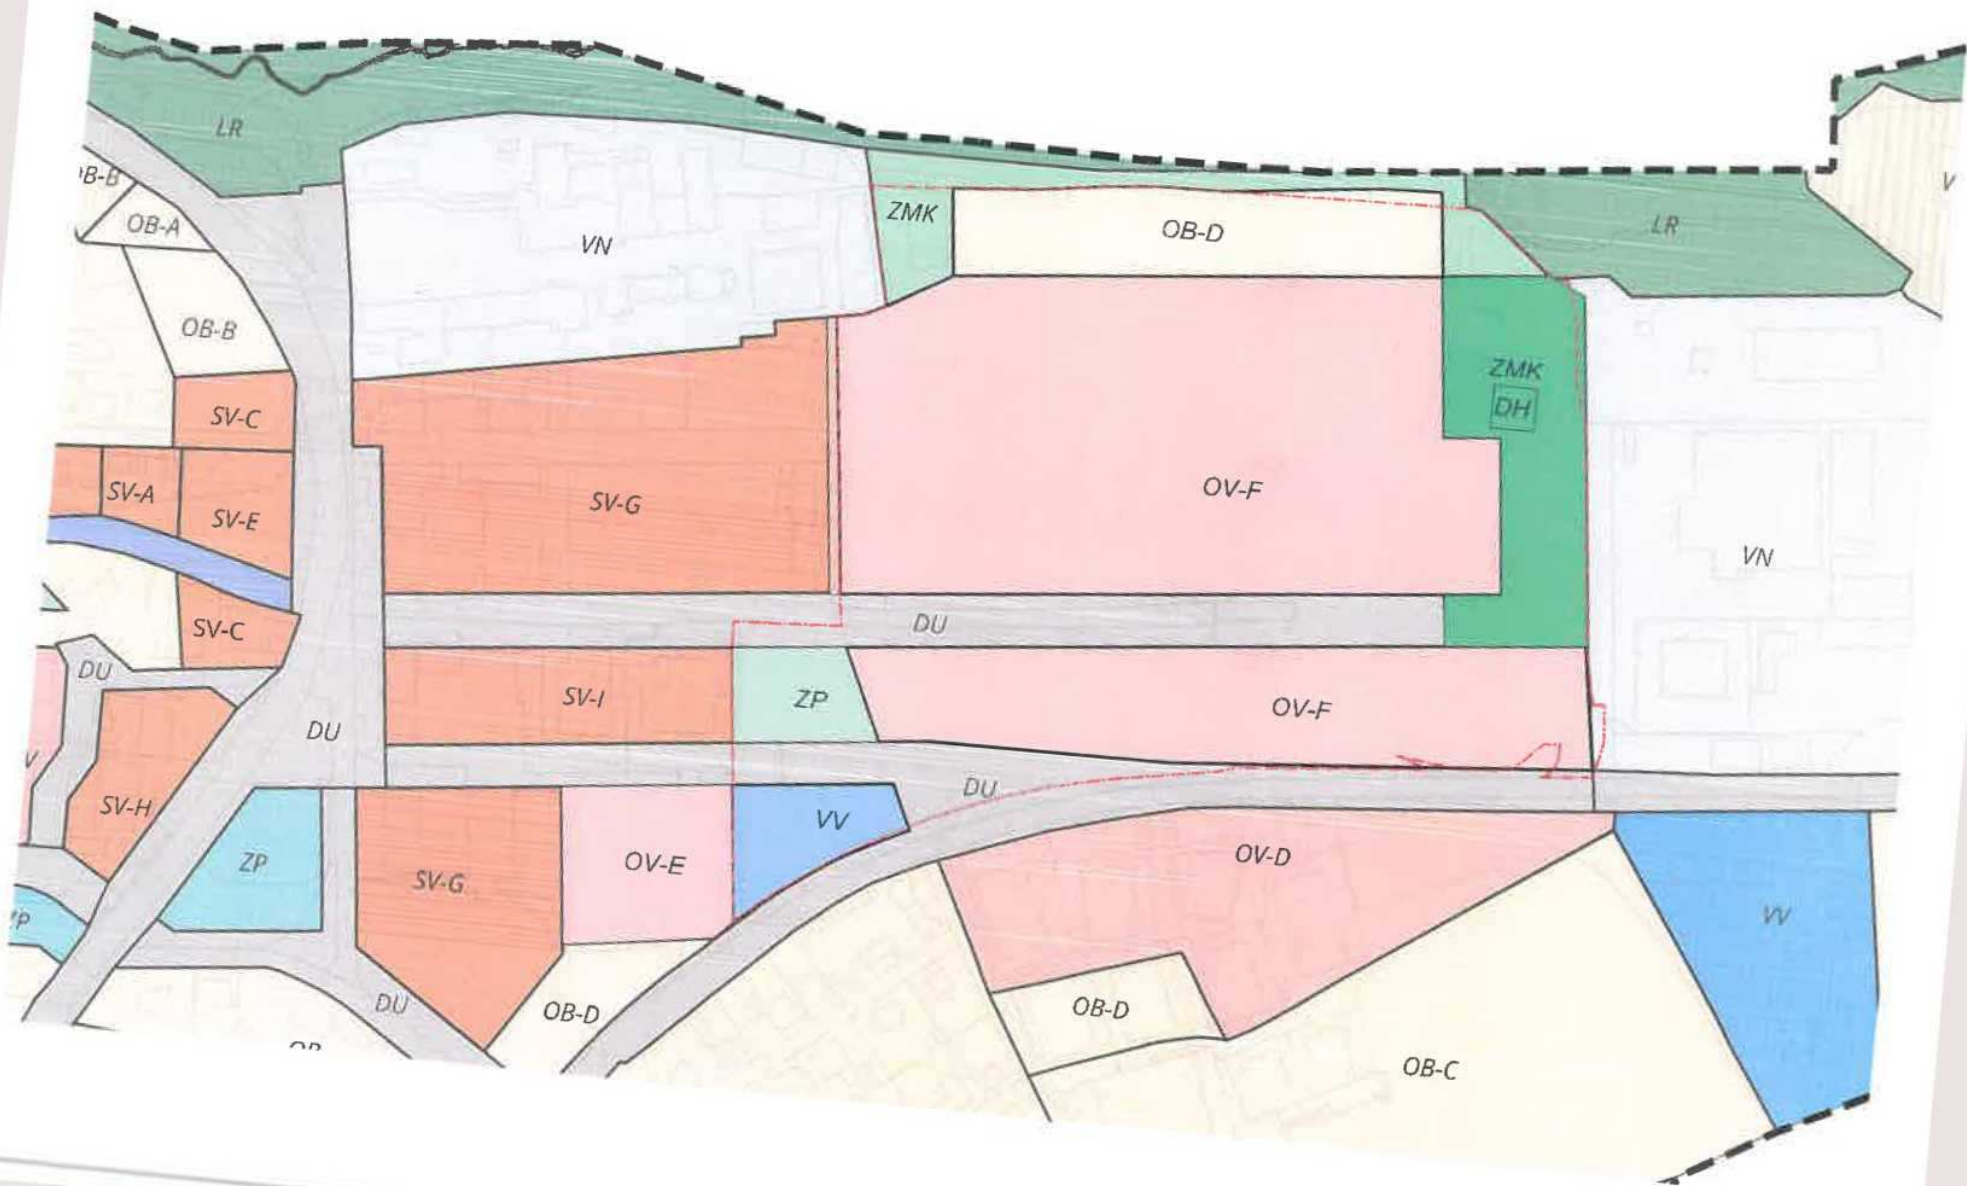 LR
OB-B
OB-A
VN
ZMK
OB-D
LR
V
OB-B
SV-C
ZMK
DH
SV-A
SV-E
SV-G
OV-F
VN
SV-C
DU
DU
SV-I
ZP
OV-F
DU
V
SV-H
DU
VV
ZP
SV-G
OV-E
OV-D
VV
DU
OB-D
OB-D
OB-C